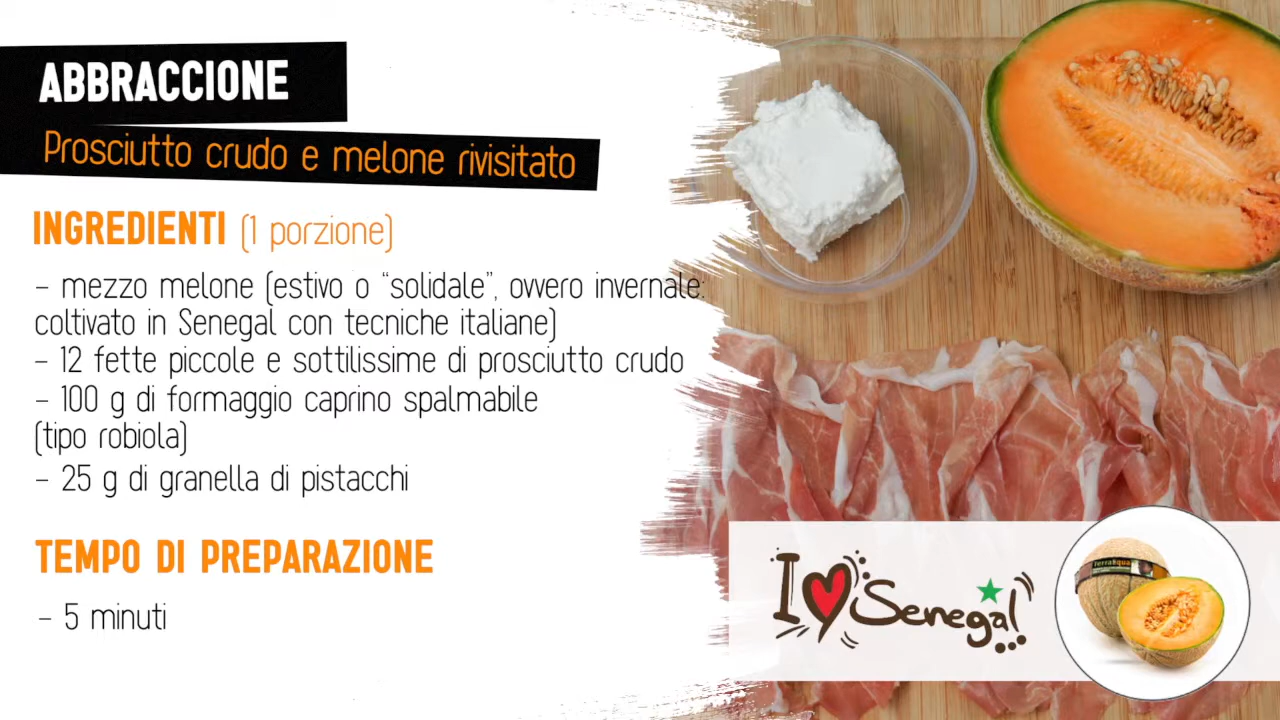 ABBRACCIONE
Prosciutto crudo e melone rivisitato
INGREDIENTI (1 porzione)
- mezzo melone (estivo o “solidale”, ovvero invernale:
coltivato in Senegal con tecniche italiane)
- 12 fette piccole e sottilissime di prosciutto crudo
- 100 g di formaggio caprino spalmabile
(tipo robiola)
- 25 g di granella di pistacchi
TEMPO DI PREPARAZIONE
- 5 minuti
I Senegal
TerraEqua